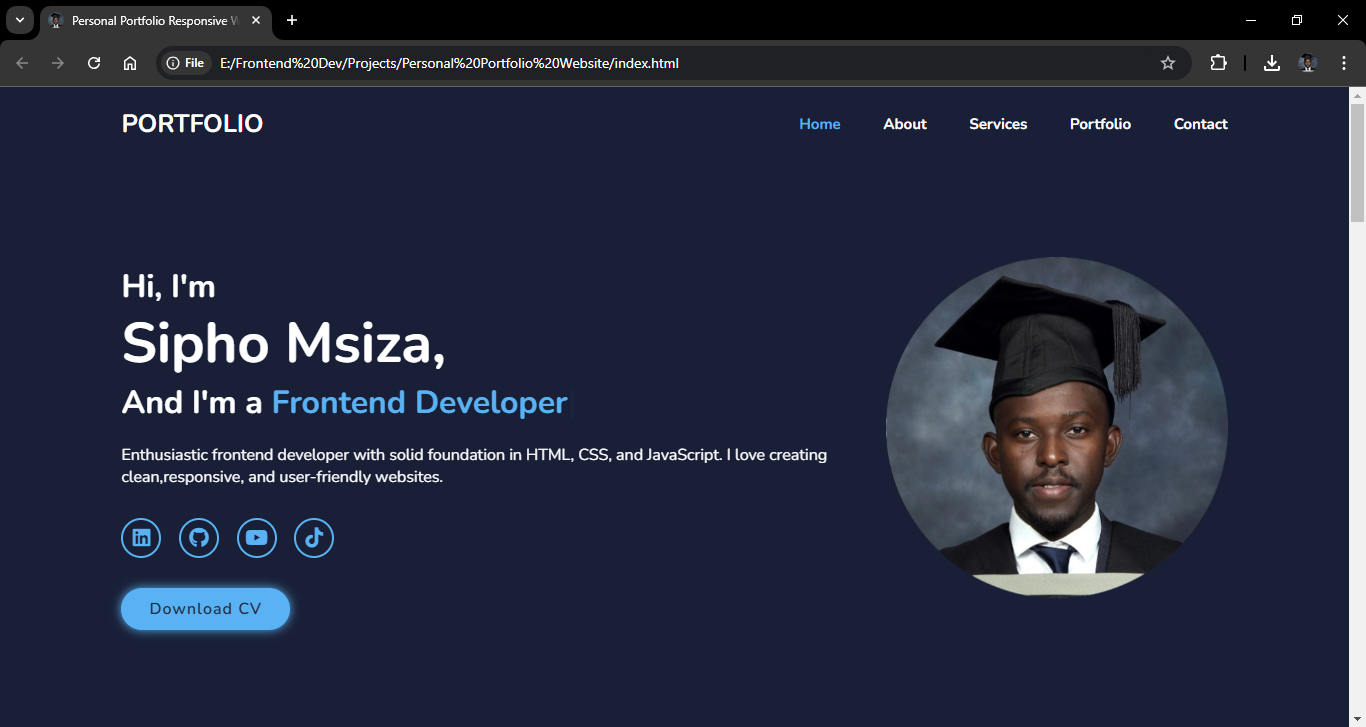 Personal Portfolio Responsive W
File
E:/Frontend%20Dev/Projects/Personal%20Portfolio%20Website/index.html
PORTFOLIO
Home
About
Services
Portfolio
Contact
Hi, I'm
Sipho Msiza,
And I'm a Frontend Developer
Enthusiastic frontend developer with solid foundation in HTML, CSS, and JavaScript. I love creating
clean,responsive, and user-friendly websites.
Download CV